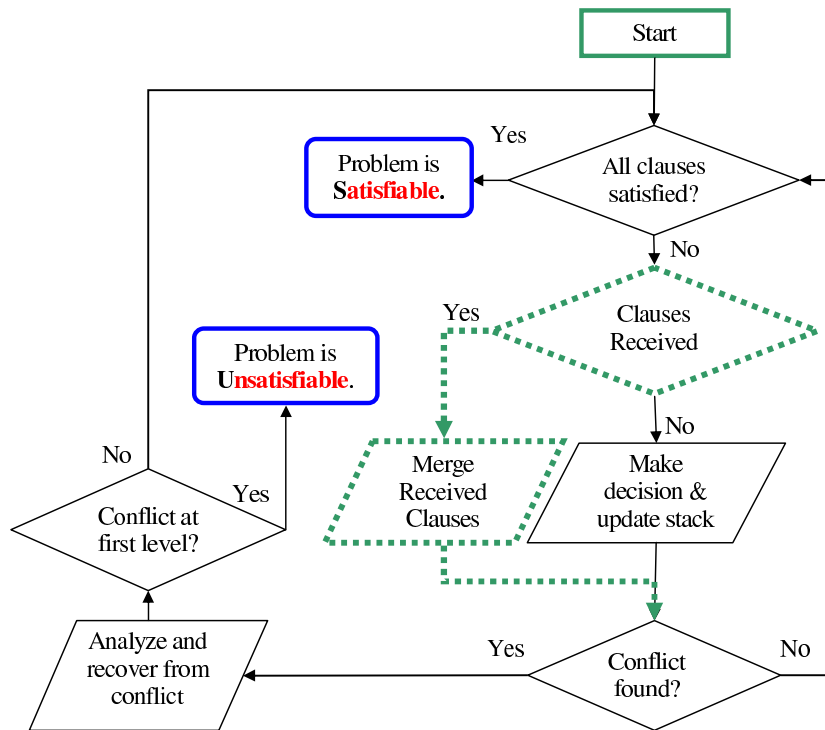 Start
Yes
All clauses
satisfied?
Problem is
Satisfiable.
No
Yes
Clauses
Received
Problem is
Unsatisfiable.
No
Merge
Received
Clauses
Make
decision &
update stack
No
Yes
Conflict at
first level?
Analyze and
recover from
conflict
Yes
Conflict
found?
No